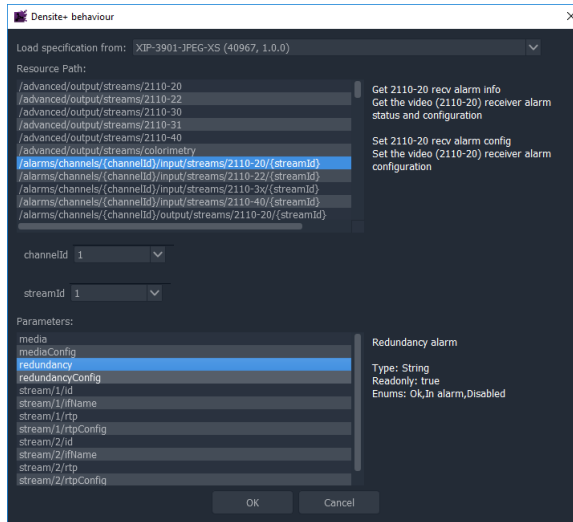 Densite+ behaviour
Load specification from: XIP-3901-JPEG-XS (40967, 1.0.0)
Resource Path:
/advanced/output/streams/2110-20
/advanced/output/streams/2110-22
/advanced/output/streams/2110-30
/advanced/output/streams/2110-31
/advanced/output/streams/2110-40
/advanced/output/streams/colorimetry
/alarms/channels/{channelId}/input/streams/2110-20/{streamId}
/alarms/channels/{channelId}/input/streams/2110-22/{streamId}
/alarms/channels/{channelId}/input/streams/2110-3x/{streamId}
/alarms/channels/{channelId}/input/streams/2110-40/{streamId}
/alarms/channels/{channelId}/output/streams/2110-20/{streamId}
Get 2110-20 recv alarm info
Get the video (2110-20) receiver alarm
status and configuration
Set 2110-20 recv alarm config
Set the video (2110-20) receiver alarm
configuration
channelId 1
streamId 1
Parameters:
media
mediaConfig
redundancy
redundancyConfig
stream/1/id
stream/1/ifName
stream/1/rtp
stream/1/rtpConfig
stream/2/id
stream/2/ifName
stream/2/rtp
stream/2/rtpConfig
Redundancy alarm
Type: String
Readonly: true
Enums: Ok,In alarm,Disabled
OK Cancel